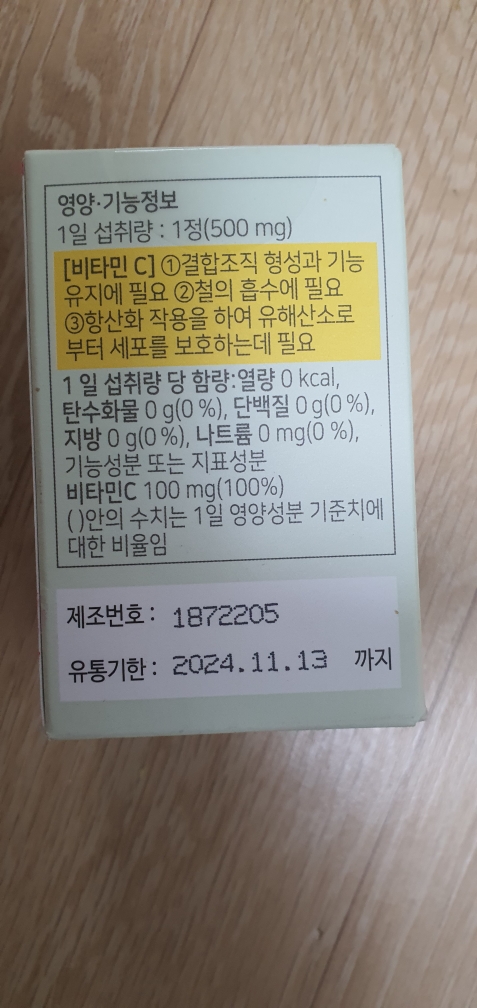 영양·기능정보
1일 섭취량 : 1정(500 mg)
[비타민 C] ①결합조직 형성과 기능
유지에 필요 ②철의 흡수에 필요
③항산화 작용을 하여 유해산소로
부터 세포를 보호하는데 필요
1 일 섭취량 당 함량:열량 0 kcal,
탄수화물 0 g(0 %), 단백질 0 g(0 %),
지방 0 g(0 %), 나트륨 0 mg(0 %),
기능성분 또는 지표성분
비타민C 100 mg(100%)
( )안의 수치는 1일 영양성분 기준치에
대한 비율임
제조번호 : 1872205
유통기한 : 2024.11.13 까지